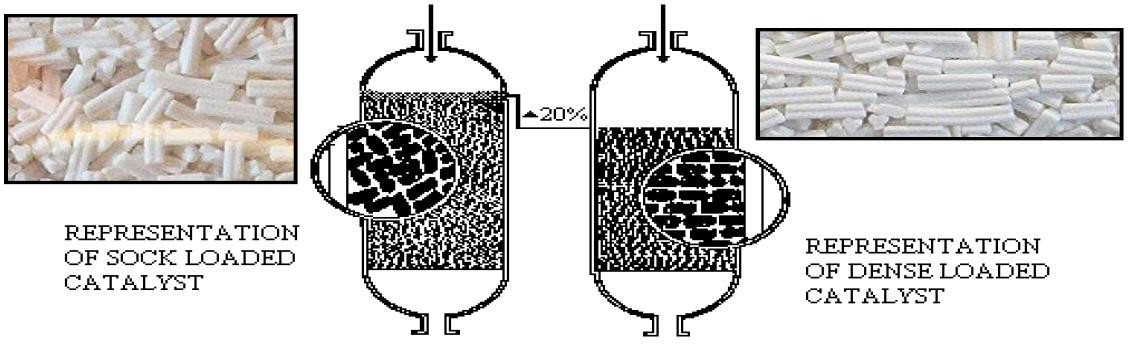 ▲20%
REPRESENTATION
OF SOCK LOADED
CATALYST
REPRESENTATION
OF DENSE LOADED
CATALYST